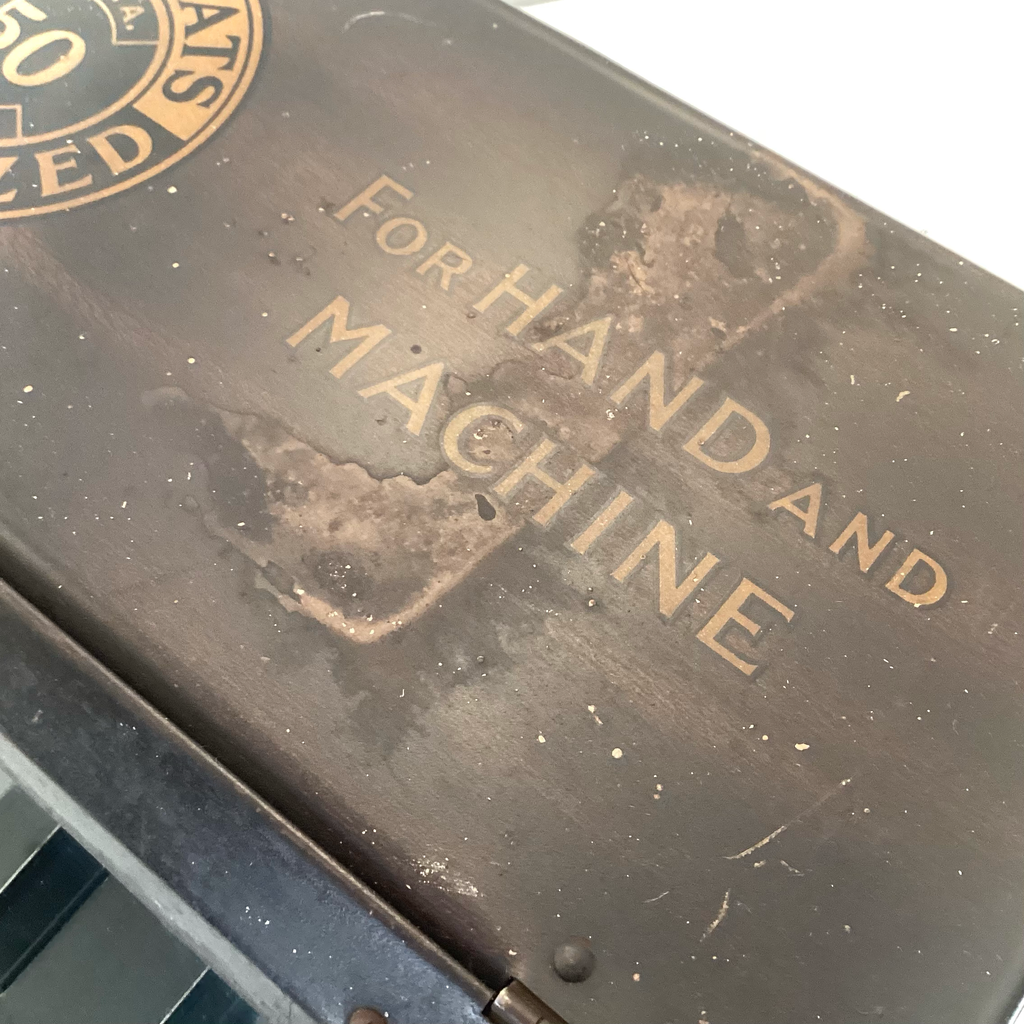 50
A.
ZED
ATS
FOR HAND AND
MACHINE